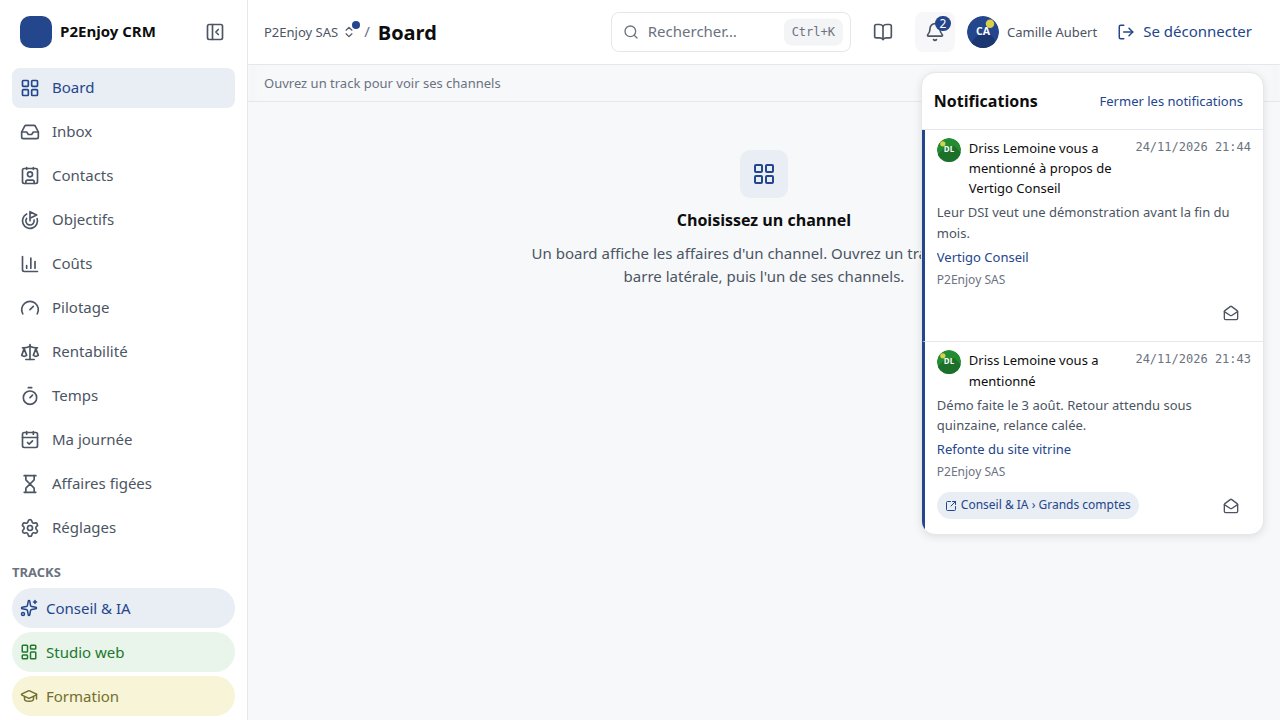 P2Enjoy CRM
P2Enjoy SAS / Board
Rechercher... Ctrl+K
2
CA
Camille Aubert
Se déconnecter
Board
Inbox
Contacts
Objectifs
Coûts
Pilotage
Rentabilité
Temps
Ma journée
Affaires figées
Réglages
TRACKS
Conseil & IA
Studio web
Formation
Ouvrez un track pour voir ses channels
Choisissez un channel
Un board affiche les affaires d'un channel. Ouvrez un
barre latérale, puis l'un de ses channels.
Notifications
Fermer les notifications
DL
Driss Lemoine vous a
mentionné à propos de
Vertigo Conseil
24/11/2026 21:44
Leur DSI veut une démonstration avant la fin du
mois.
Vertigo Conseil
P2Enjoy SAS
DL
Driss Lemoine vous a
mentionné
24/11/2026 21:43
Démo faite le 3 août. Retour attendu sous
quinzaine, relance calée.
Refonte du site vitrine
P2Enjoy SAS
Conseil & IA › Grands comptes